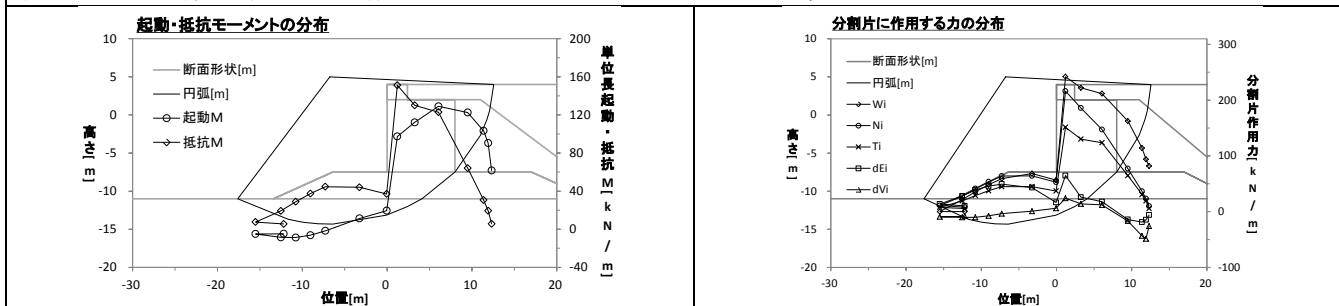 起動・抵抗モーメントの分布
10
5
0
-5
-10
-15
-20
高さ[m]
断面形状[m]
円弧[m]
起動M
抵抗M
200
160
120
80
40
0
-40
単位長起動・抵抗M[kN/m]
-30
-20
-10
0
10
20
位置[m]
分割片に作用する力の分布
10
5
0
-5
-10
-15
-20
高さ[m]
断面形状[m]
円弧[m]
Wi
Ni
Ti
dEi
dVi
300
200
100
0
-100
分割片作用力[kN/m]
-30
-20
-10
0
10
20
位置[m]